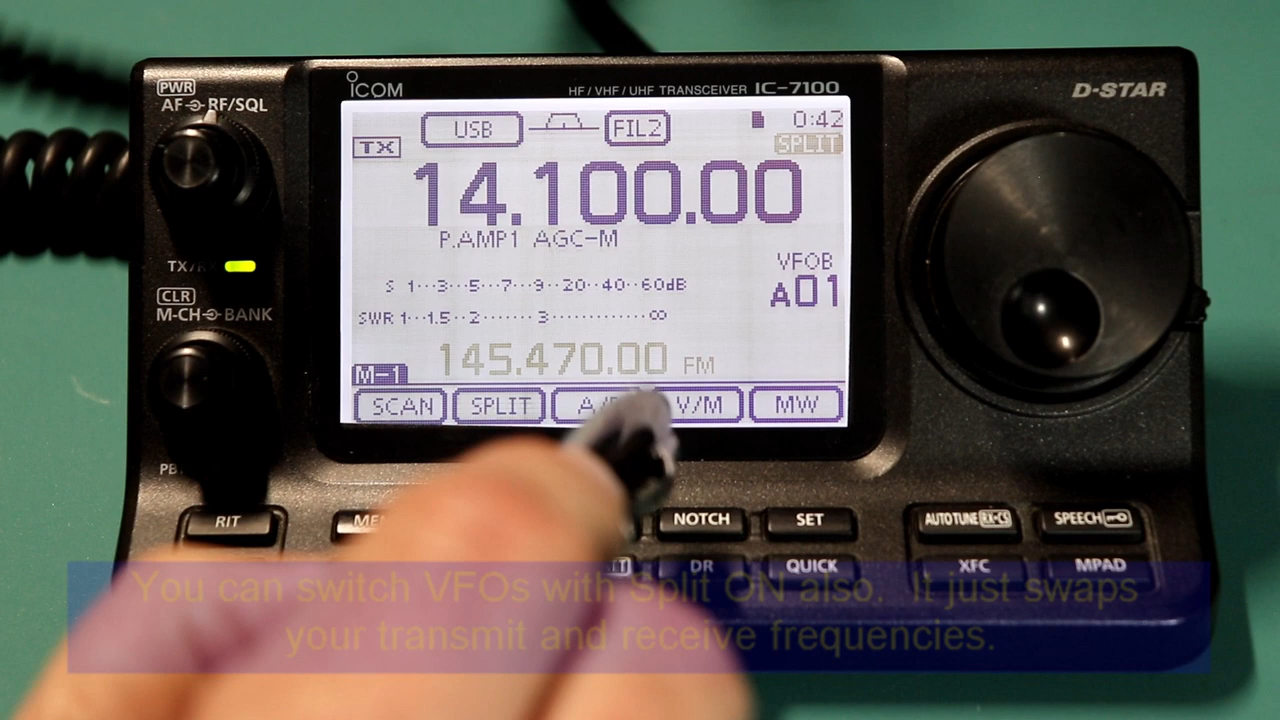 ICOM
HF/VHF/UHF TRANSCEIVER IC-7100
D-STAR
PWR
AF RF/SQL
USB
FIL2
0:42
TX
SPLIT
14.100.00
P.AMP1 AGC-M
VFOB
A01
S 1···3···5···7···9··20··40··60dB
SWR 1··1.5··2······3···········∞
145.470.00 FM
M-1
SCAN SPLIT V/M MW
CLR
M-CH BANK
RIT
NOTCH
SET
AUTOTUNE RX-CS
SPEECH
DR
QUICK
XFC
MPAD
You can switch VFOs with Split ON also. It just swaps
your transmit and receive frequencies.